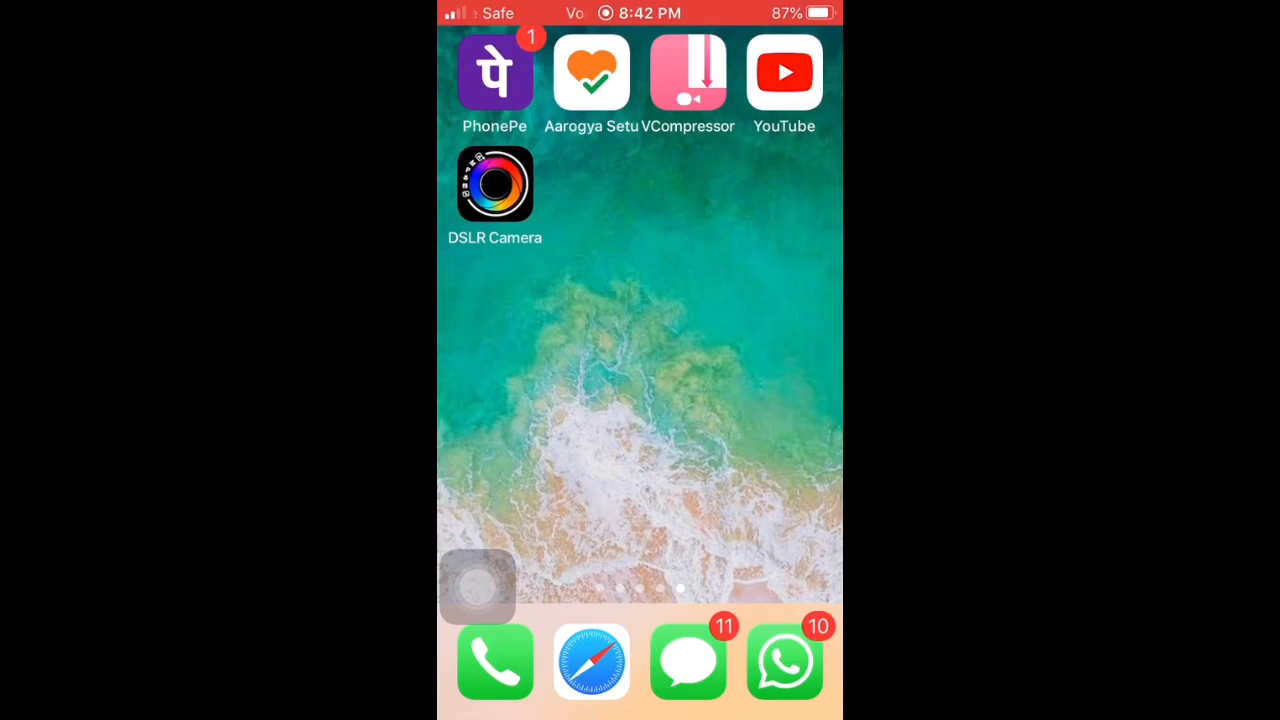 Safe Vo 8:42 PM 87%
1
पे
PhonePe Aarogya Setu VCompressor YouTube
DSLR Camera
11 10